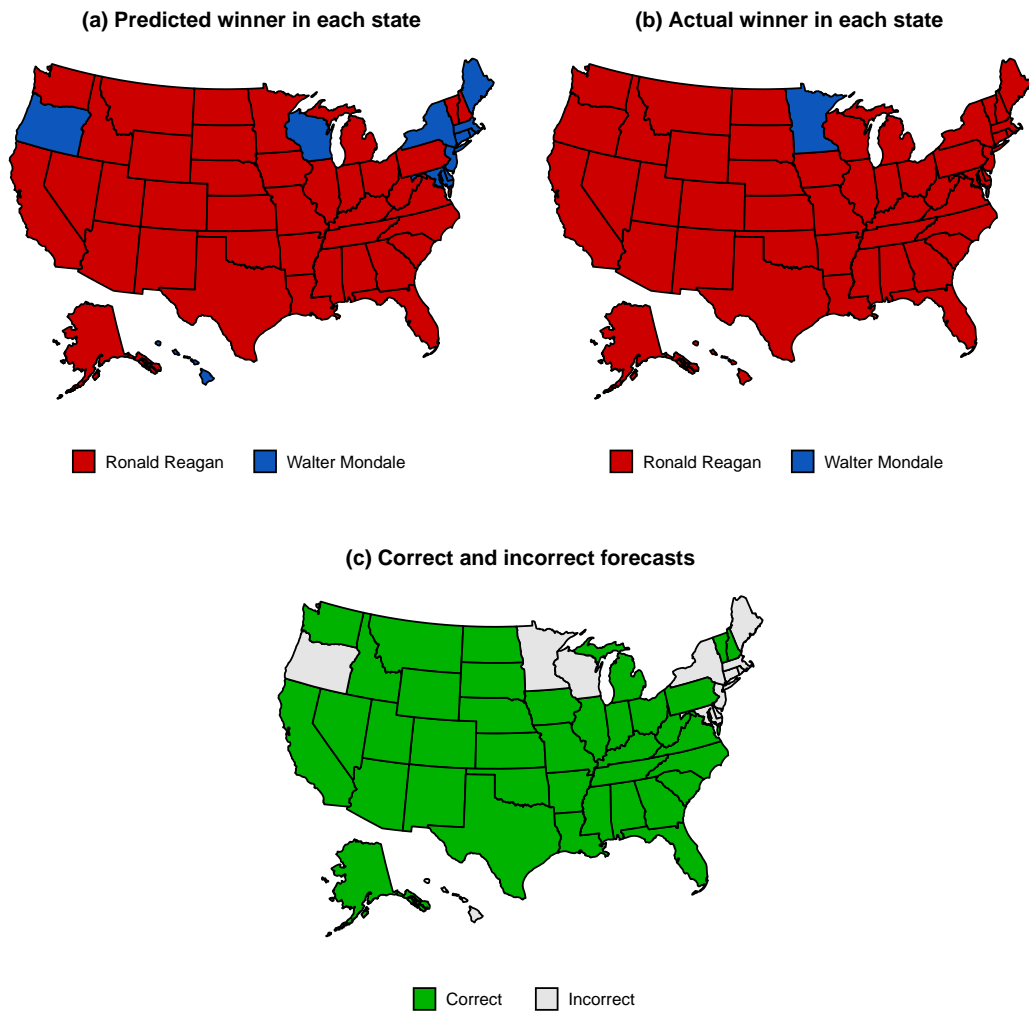 (a) Predicted winner in each state
(b) Actual winner in each state
Ronald Reagan
Walter Mondale
Ronald Reagan
Walter Mondale
(c) Correct and incorrect forecasts
Correct
Incorrect